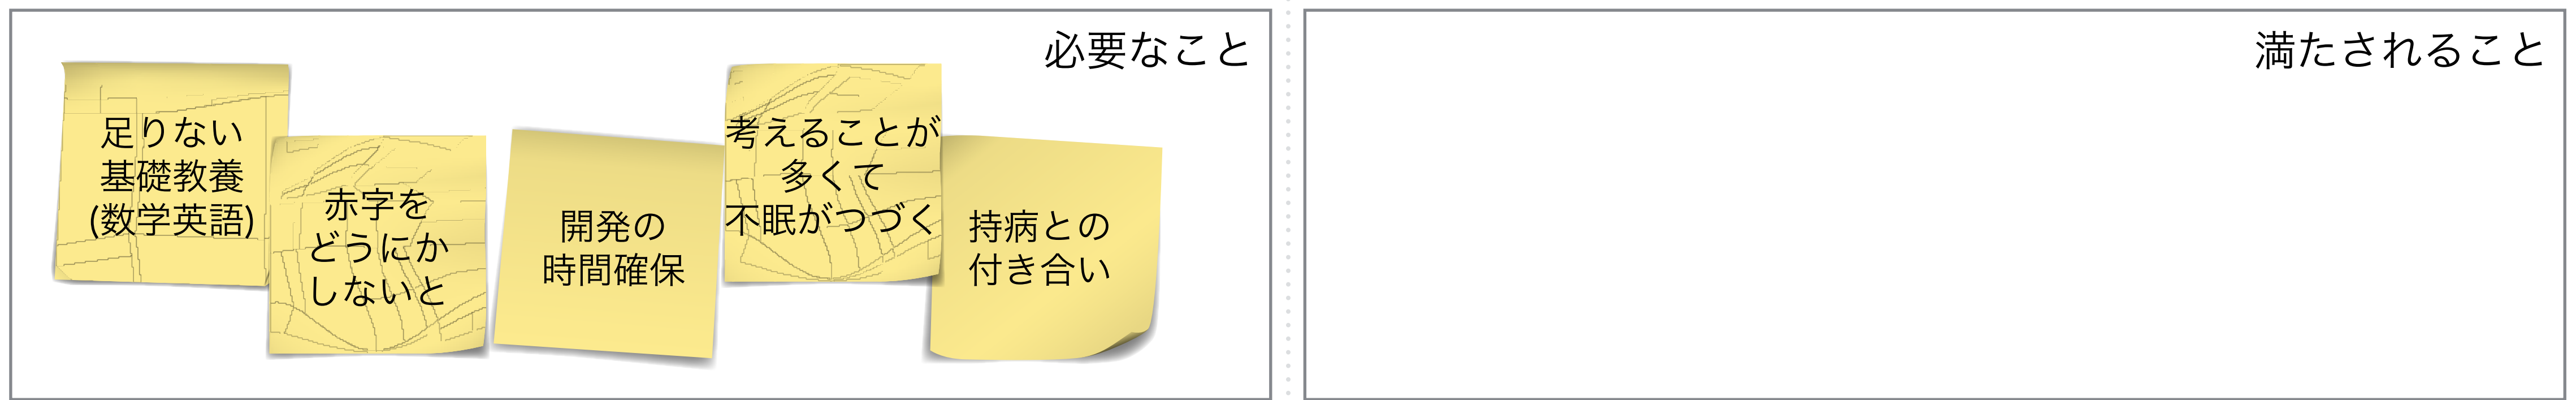 必要なこと
足りない
基礎教養
(数学英語)
赤字を
どうにか
しないと
開発の
時間確保
考えることが
多くて
不眠がつづく
持病との
付き合い
満たされること